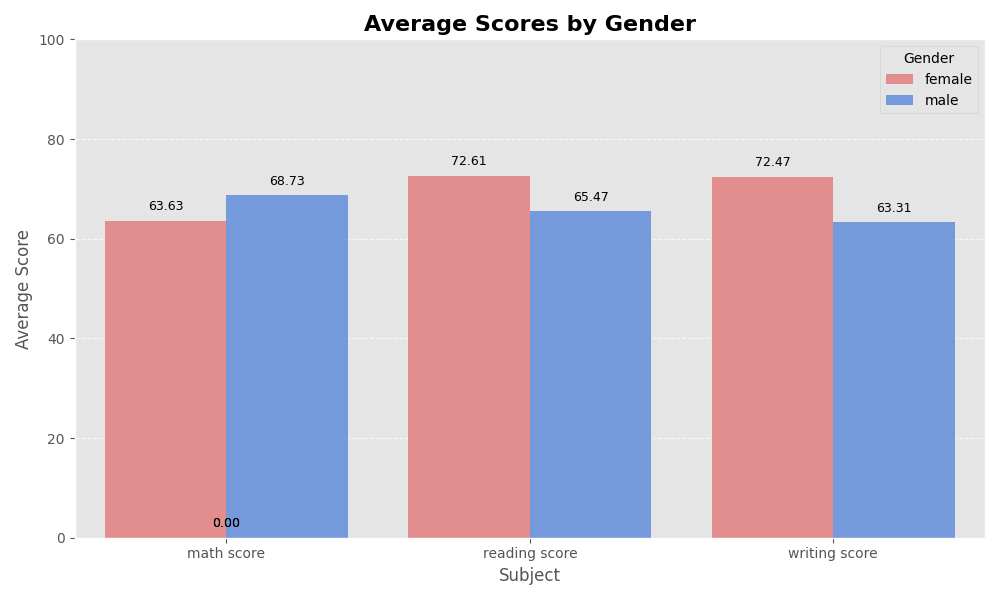 Average Scores by Gender
100
80
60
40
20
0
Average Score
Gender
female
male
63.63
68.73
72.61
65.47
72.47
63.31
0.00
math score
reading score
writing score
Subject